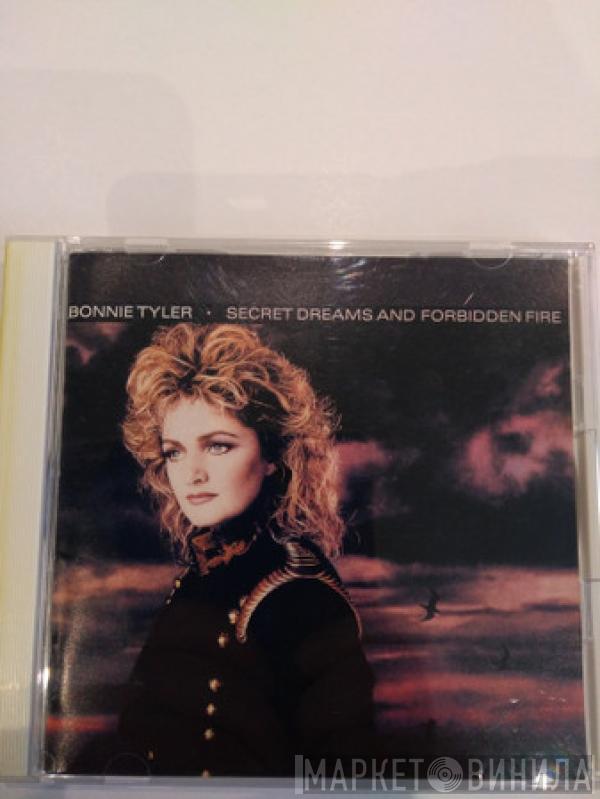 BONNIE TYLER • SECRET DREAMS AND FORBIDDEN FIRE
МАРКЕТ ВИНИЛА